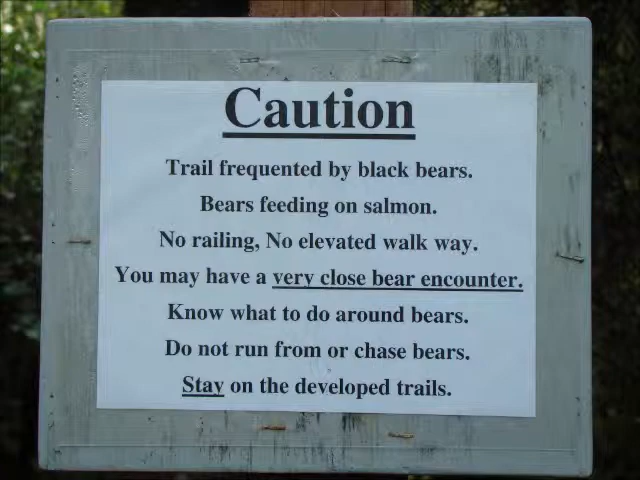 Caution
Trail frequented by black bears.
Bears feeding on salmon.
No railing, No elevated walk way.
You may have a very close bear encounter.
Know what to do around bears.
Do not run from or chase bears.
Stay on the developed trails.